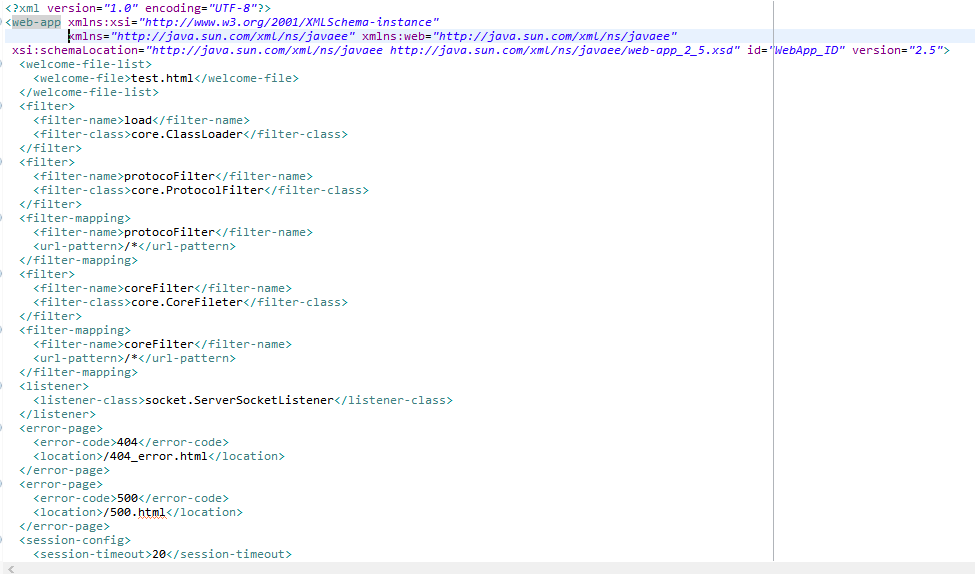 <?xml version="1.0" encoding="UTF-8"?>
<web-app xmlns:xsi="http://www.w3.org/2001/XMLSchema-instance"
xmlns="http://java.sun.com/xml/ns/javaee" xmlns:web="http://java.sun.com/xml/ns/javaee"
xsi:schemaLocation="http://java.sun.com/xml/ns/javaee http://java.sun.com/xml/ns/javaee/web-app_2_5.xsd" id="WebApp_ID" version="2.5">
<welcome-file-list>
<welcome-file>test.html</welcome-file>
</welcome-file-list>
<filter>
<filter-name>load</filter-name>
<filter-class>core.ClassLoader</filter-class>
</filter>
<filter>
<filter-name>protocoFilter</filter-name>
<filter-class>core.ProtocolFilter</filter-class>
</filter>
<filter-mapping>
<filter-name>protocoFilter</filter-name>
<url-pattern>/*</url-pattern>
</filter-mapping>
<filter>
<filter-name>coreFilter</filter-name>
<filter-class>core.CoreFileter</filter-class>
</filter>
<filter-mapping>
<filter-name>coreFilter</filter-name>
<url-pattern>/*</url-pattern>
</filter-mapping>
<listener>
<listener-class>socket.ServerSocketListener</listener-class>
</listener>
<error-page>
<error-code>404</error-code>
<location>/404_error.html</location>
</error-page>
<error-page>
<error-code>500</error-code>
<location>/500.html</location>
</error-page>
<session-config>
<session-timeout>20</session-timeout>